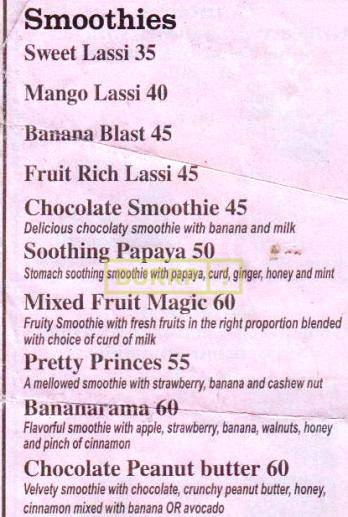 Smoothies
Sweet Lassi 35
Mango Lassi 40
Banana Blast 45
Fruit Rich Lassi 45
Chocolate Smoothie 45
Delicious chocolaty smoothie with banana and milk
Soothing Papaya 50
Stomach soothing smoothie with papaya, curd, ginger, honey and mint
Mixed Fruit Magic 60
Fruity Smoothie with fresh fruits in the right proportion blended
with choice of curd of milk
Pretty Princes 55
A mellowed smoothie with strawberry, banana and cashew nut
Bananarama 60
Flavorful smoothie with apple, strawberry, banana, walnuts, honey
and pinch of cinnamon
Chocolate Peanut butter 60
Velvety smoothie with chocolate, crunchy peanut butter, honey,
cinnamon mixed with banana OR avocado